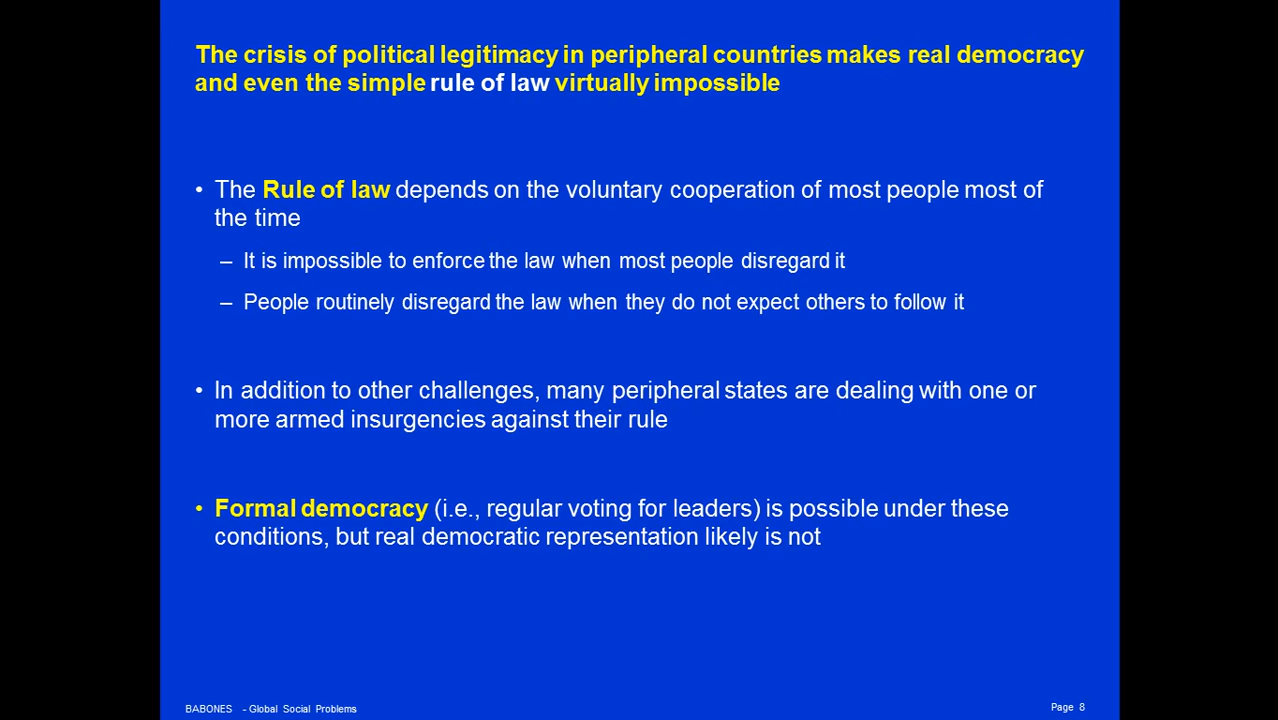 The crisis of political legitimacy in peripheral countries makes real democracy
and even the simple rule of law virtually impossible
• The Rule of law depends on the voluntary cooperation of most people most of
the time
– It is impossible to enforce the law when most people disregard it
– People routinely disregard the law when they do not expect others to follow it
• In addition to other challenges, many peripheral states are dealing with one or
more armed insurgencies against their rule
• Formal democracy (i.e., regular voting for leaders) is possible under these
conditions, but real democratic representation likely is not
BABONES - Global Social Problems
Page 8